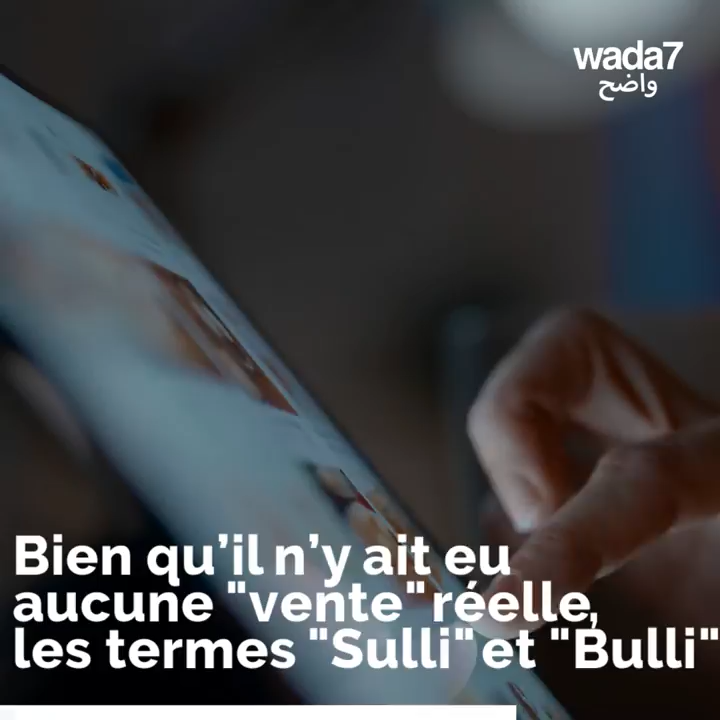 wada7
واضح
Bien qu’il n’y ait eu
aucune "vente" réelle,
les termes "Sulli" et "Bulli"